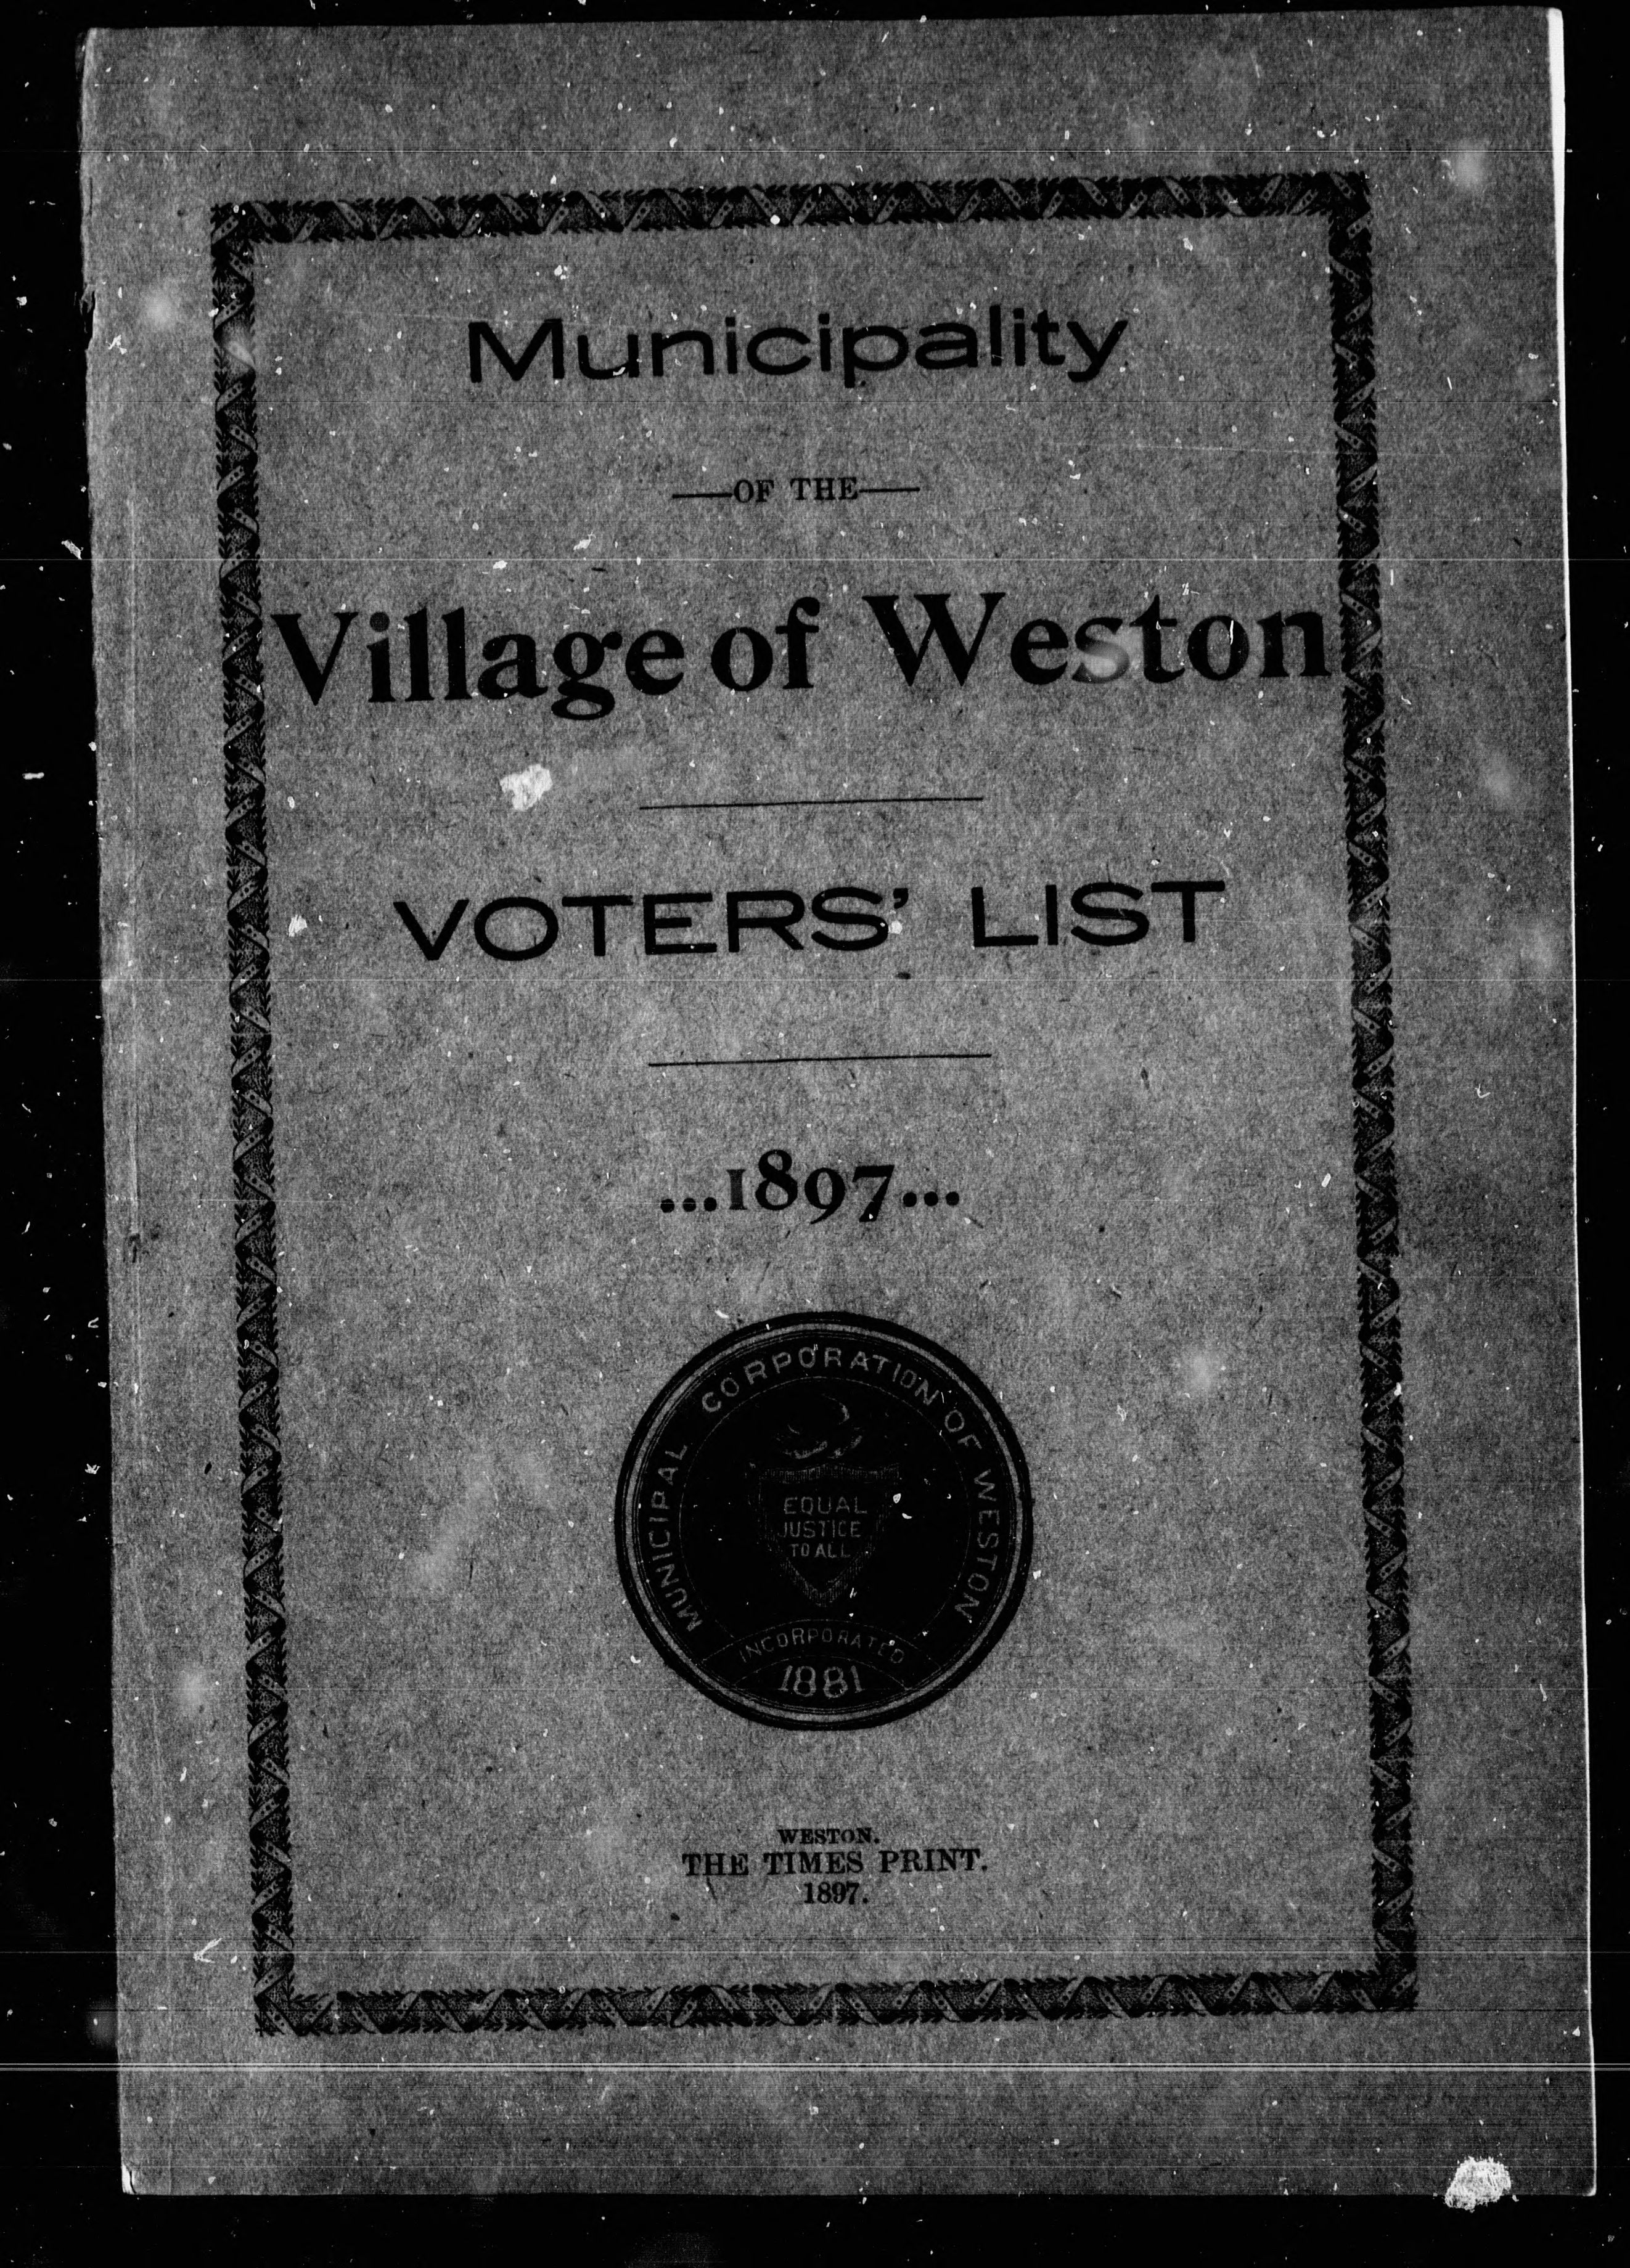 Municipality
—OF THE—
Village of Weston
VOTERS' LIST
...1897...
MUNICIPAL CORPORATION OF WESTON
EQUAL
JUSTICE
TO ALL
INCORPORATED
1881
WESTON.
THE TIMES PRINT.
1897.